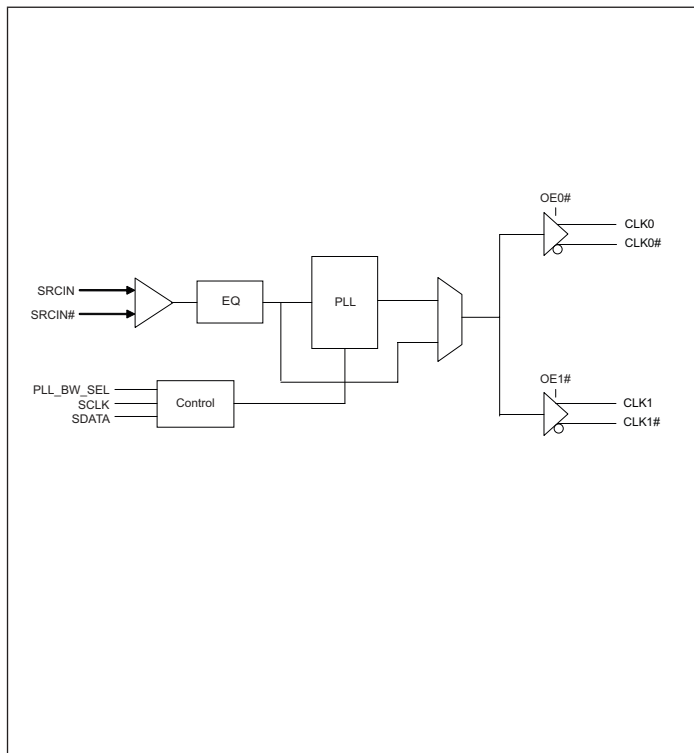 OE0#
CLK0
CLK0#
SRCIN
SRCIN#
EQ
PLL
PLL_BW_SEL
SCLK
SDATA
Control
OE1#
CLK1
CLK1#